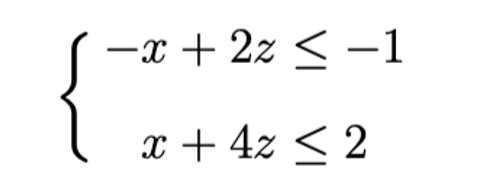 −x + 2z ≤ −1
x + 4z ≤ 2